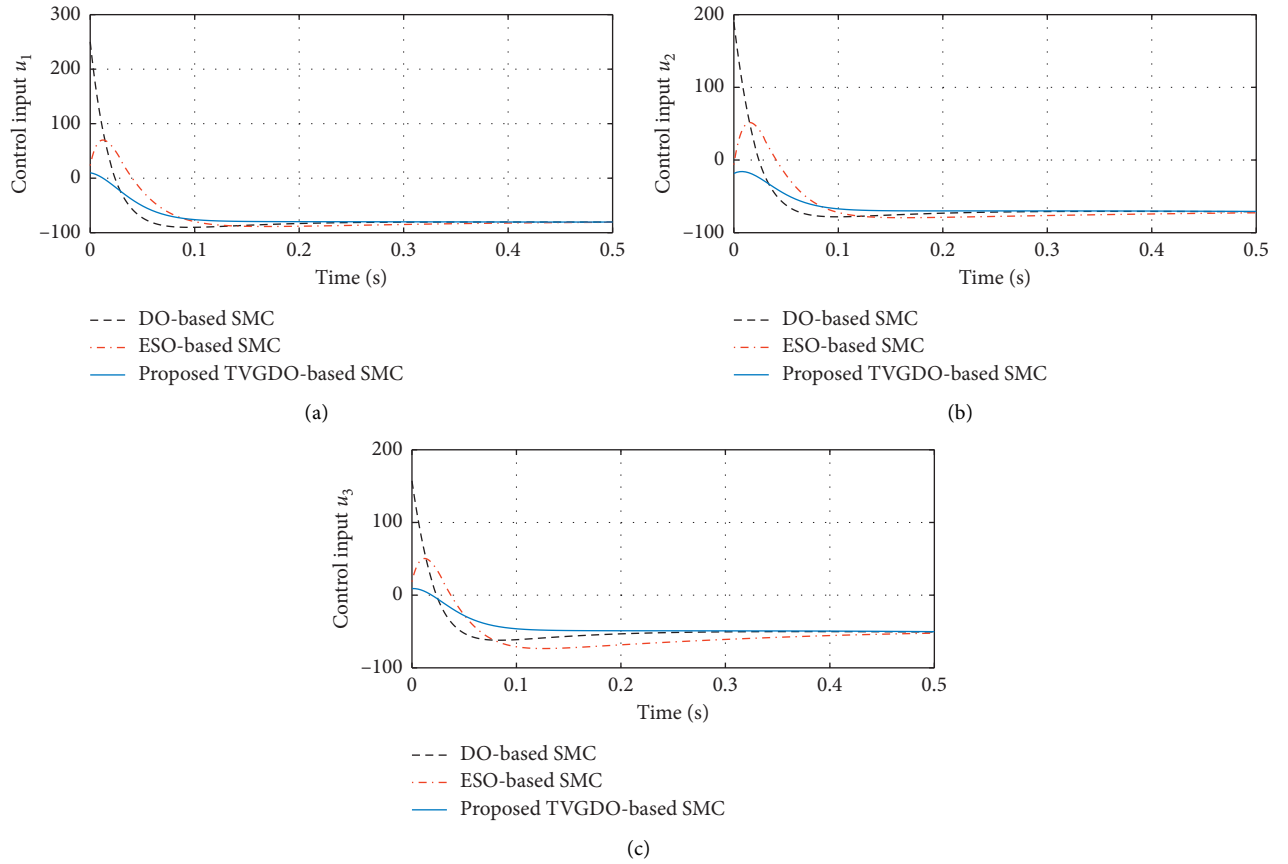 300
200
100
0
−100
Control input u1
0
0.1
0.2
0.3
0.4
0.5
Time (s)
DO-based SMC
ESO-based SMC
Proposed TVGDO-based SMC
(a)
200
100
0
−100
Control input u2
0
0.1
0.2
0.3
0.4
0.5
Time (s)
DO-based SMC
ESO-based SMC
Proposed TVGDO-based SMC
(b)
200
100
0
−100
Control input u3
0
0.1
0.2
0.3
0.4
0.5
Time (s)
DO-based SMC
ESO-based SMC
Proposed TVGDO-based SMC
(c)